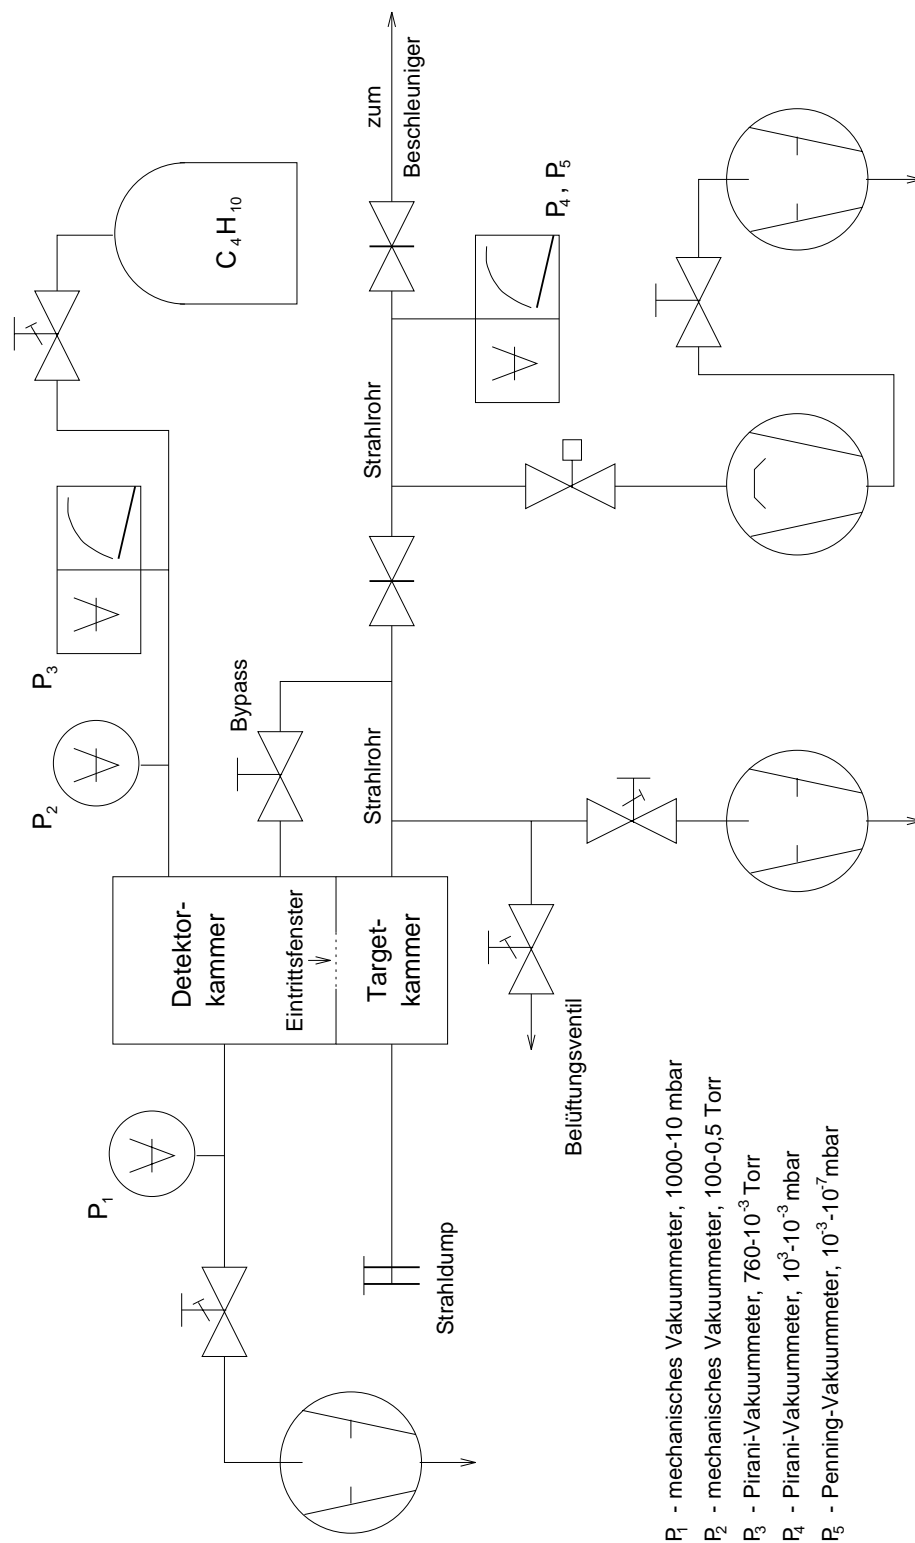 P1
P2
P3
C4H10
Detektor-
kammer
Eintrittsfenster
Target-
kammer
Bypass
Strahlrohr
Strahlrohr
zum
Beschleuniger
P4, P5
Strahldump
Belüftungsventil
P1 - mechanisches Vakuummeter, 1000-10 mbar
P2 - mechanisches Vakuummeter, 100-0,5 Torr
P3 - Pirani-Vakuummeter, 760-10⁻³ Torr
P4 - Pirani-Vakuummeter, 10³-10⁻³ mbar
P5 - Penning-Vakuummeter, 10⁻³-10⁻⁷ mbar